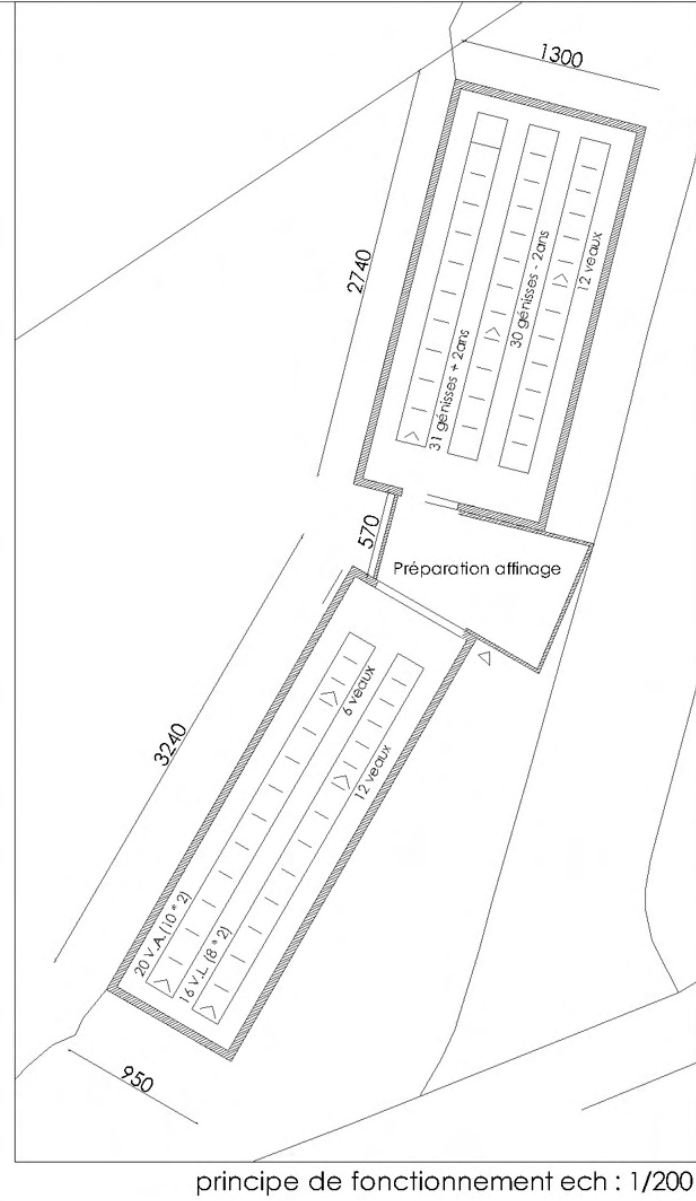 1300
2740
31 génisses + 2ans
30 génisses - 2ans
12 veaux
570
Préparation affinage
3240
6 veaux
12 veaux
20 V.A. (10 * 2)
16 V.L. (8 * 2)
950
principe de fonctionnement ech : 1/200